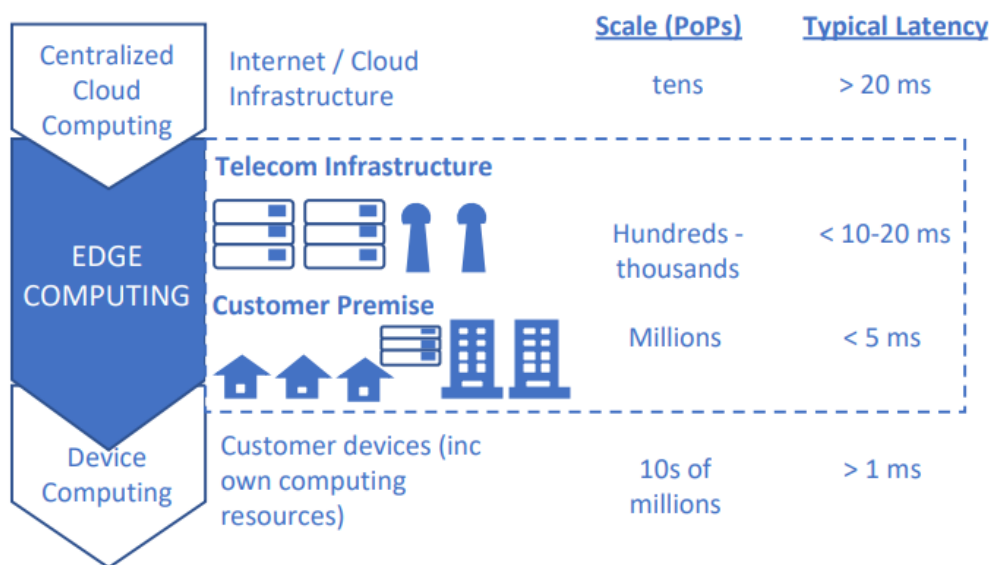 Scale (PoPs)
Typical Latency
Centralized
Cloud
Computing
Internet / Cloud
Infrastructure
tens
> 20 ms
EDGE
COMPUTING
Telecom Infrastructure
Hundreds -
thousands
< 10-20 ms
Customer Premise
Millions
< 5 ms
Device
Computing
Customer devices (inc
own computing
resources)
10s of
millions
> 1 ms